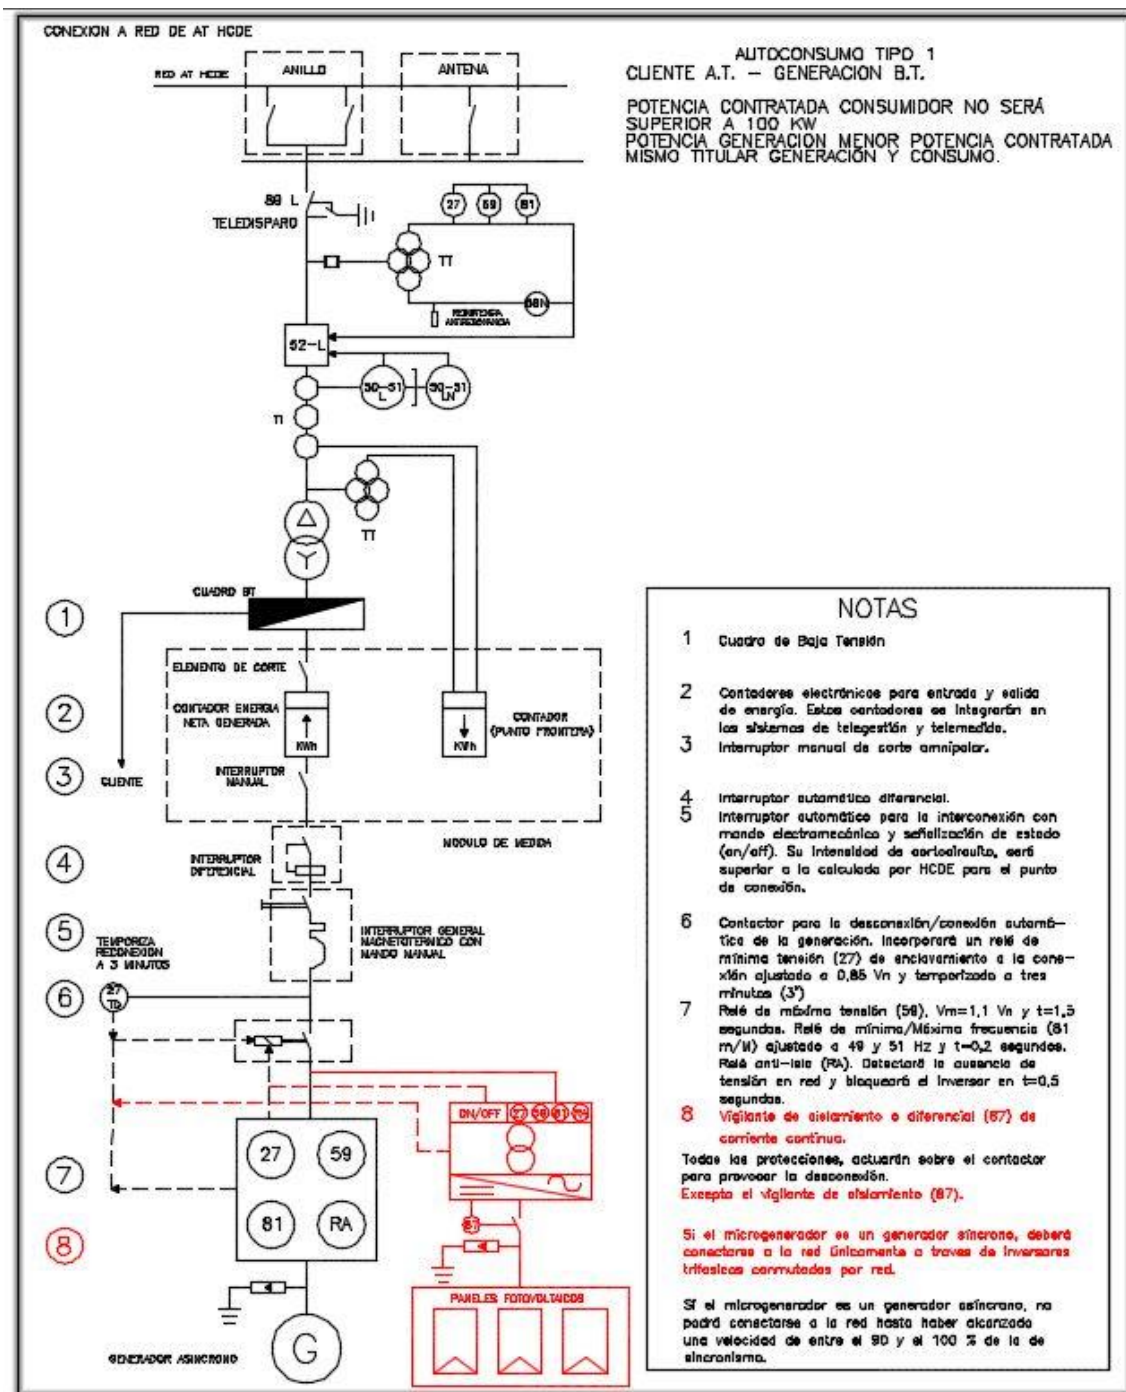 CONEXION A RED DE AT HCDE
AUTOCONSUMO TIPO 1
CLIENTE A.T. – GENERACION B.T.
POTENCIA CONTRATADA CONSUMIDOR NO SERÁ
SUPERIOR A 100 KW
POTENCIA GENERACION MENOR POTENCIA CONTRATADA
MISMO TITULAR GENERACIÓN Y CONSUMO.
RED AT HCDE
ANILLO
ANTENA
89 L
TELEDISPARO
27
59
81
TT
RESISTENCIA
ANTIRESONANCIA
52-L
50-51
L
50-51
LN
TI
TT
CUADRO BT
1
ELEMENTO DE CORTE
2
CONTADOR ENERGIA
NETA GENERADA
KWh
KWh
CONTADOR
(PUNTO FRONTERA)
3
CLIENTE
INTERRUPTOR
MANUAL
MODULO DE MEDIDA
4
INTERRUPTOR
DIFERENCIAL
5
TEMPORIZA
RECONEXION
A 3 MINUTOS
INTERRUPTOR GENERAL
MAGNETOTERMICO CON
MANDO MANUAL
6
27
TD
ON/OFF
27
59
81
RA
7
27
59
81
RA
8
87
PANELES FOTOVOLTAICOS
G
GENERADOR ASINCRONO
NOTAS
1 Cuadro de Baja Tensión
2 Contadores electrónicos para entrada y salida
de energía. Estos contadores se integrarán en
los sistemas de telegestión y telemedida.
3 Interruptor manual de corte omnipolar.
4 Interruptor automático diferencial.
5 Interruptor automático para la interconexión con
mando electromecánico y señalización de estado
(on/off). Su intensidad de cortocircuito, será
superior a la calculada por HCDE para el punto
de conexión.
6 Contactor para la desconexión/conexión automá–
tica de la generación. Incorporará un relé de
mínima tensión (27) de enclavamiento a la cone–
xión ajustado a 0,85 Vn y temporizado a tres
minutos (3")
7 Relé de máxima tensión (59), Vm=1,1 Vn y t=1,5
segundos. Relé de mínima/Máxima frecuencia (81
m/M) ajustado a 49 y 51 Hz y t=0,2 segundos.
Relé anti-isla (RA). Detectará la ausencia de
tensión en red y bloqueará el inversor en t=0,5
segundos.
8 Vigilante de aislamiento o diferencial (87) de
corriente continua.
Todas las protecciones, actuarán sobre el contactor
para provocar la desconexión.
Excepto el vigilante de aislamiento (87).
Si el microgenerador es un generador síncrono, deberá
conectarse a la red únicamente a traves de inversores
trifasicos conmutados por red.
Sí el microgenerador es un generador asíncrono, no
podrá conectarse a la red hasta haber alcanzado
una velocidad de entre el 90 y el 100 % de la de
sincronismo.